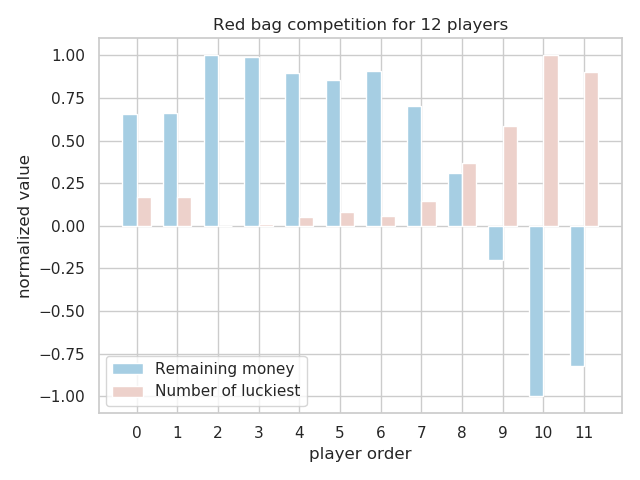 Red bag competition for 12 players
normalized value
1.00
0.75
0.50
0.25
0.00
−0.25
−0.50
−0.75
−1.00
Remaining money
Number of luckiest
0 1 2 3 4 5 6 7 8 9 10 11
player order